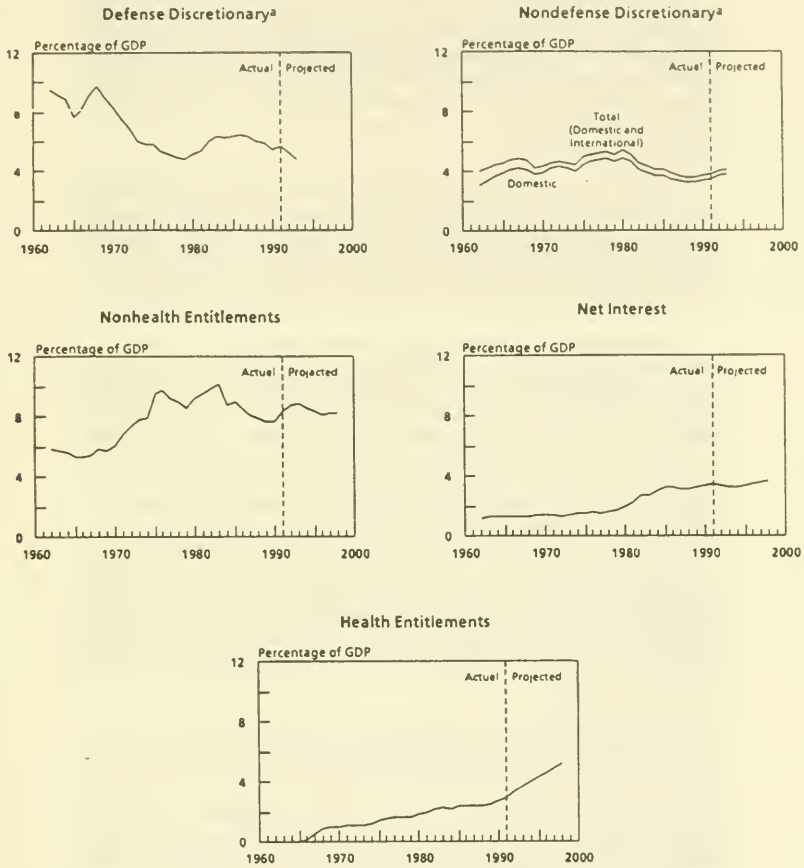 Defense Discretionaryᵃ
Percentage of GDP
12
8
4
0
Actual
Projected
1960 1970 1980 1990 2000
Nondefense Discretionaryᵃ
Percentage of GDP
12
8
4
0
Actual
Projected
Total
(Domestic and
International)
Domestic
1960 1970 1980 1990 2000
Nonhealth Entitlements
Percentage of GDP
12
8
4
0
Actual
Projected
1960 1970 1980 1990 2000
Net Interest
Percentage of GDP
12
8
4
0
Actual
Projected
1960 1970 1980 1990 2000
Health Entitlements
Percentage of GDP
12
8
4
0
Actual
Projected
1960 1970 1980 1990 2000